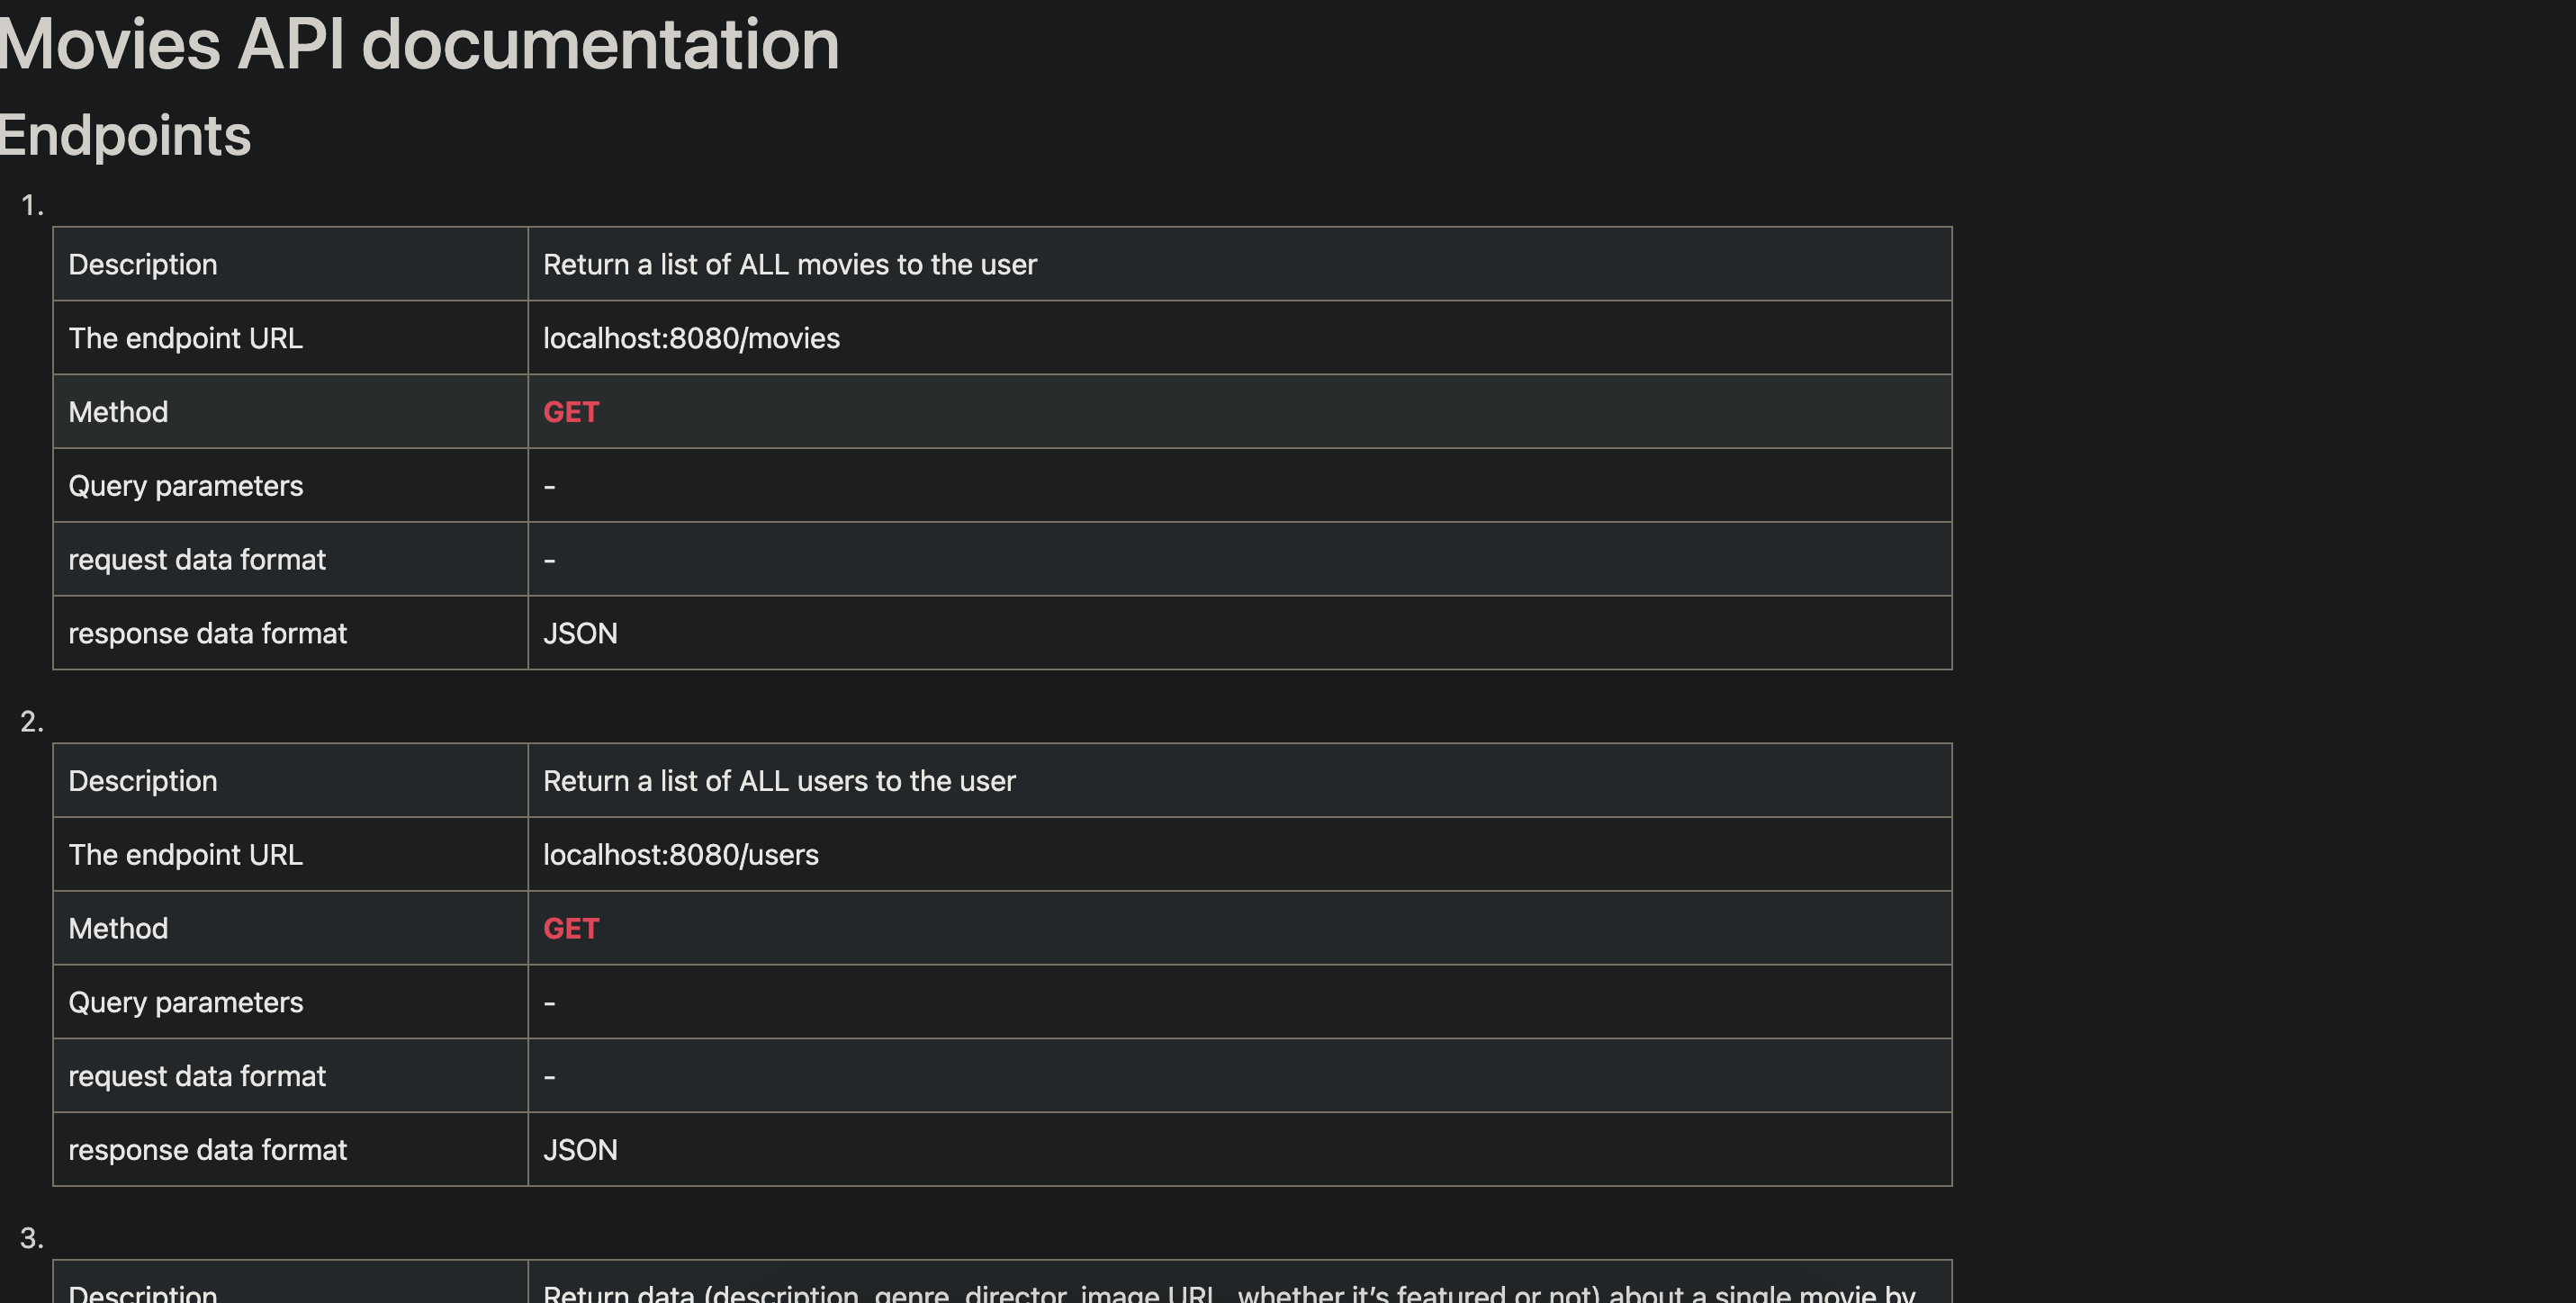 Movies API documentation
Endpoints
1.
Description Return a list of ALL movies to the user
The endpoint URL localhost:8080/movies
Method GET
Query parameters -
request data format -
response data format JSON
2.
Description Return a list of ALL users to the user
The endpoint URL localhost:8080/users
Method GET
Query parameters -
request data format -
response data format JSON
3.
Description Return data (description, genre, director, image URL, whether it’s featured or not) about a single movie by